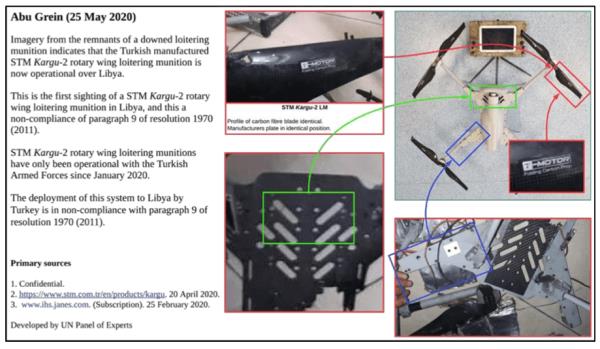 Abu Grein (25 May 2020)
Imagery from the remnants of a downed loitering
munition indicates that the Turkish manufactured
STM Kargu-2 rotary wing loitering munition is
now operational over Libya.
This is the first sighting of a STM Kargu-2 rotary
wing loitering munition in Libya, and this a
non-compliance of paragraph 9 of resolution 1970
(2011).
STM Kargu-2 rotary wing loitering munitions
have only been operational with the Turkish
Armed Forces since January 2020.
The deployment of this system to Libya by
Turkey is in non-compliance with paragraph 9 of
resolution 1970 (2011).
Primary sources
1. Confidential.
2. https://www.stm.com.tr/en/products/kargu. 20 April 2020.
3. www.ihs.janes.com. (Subscription). 25 February 2020.
Developed by UN Panel of Experts
T-MOTOR
Folding Carbon Prop
STM Kargu-2 LM
Profile of carbon fibre blade identical.
Manufacturers plate in identical position.
T-MOTOR
Folding Carbon Prop